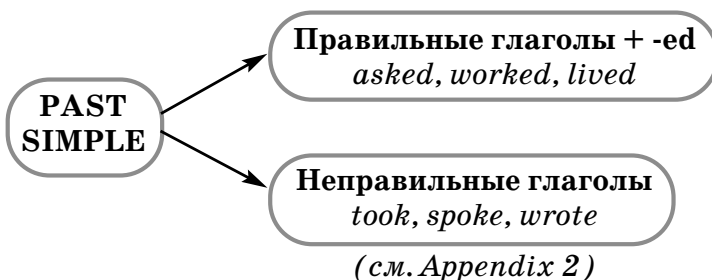 PAST
SIMPLE
Правильные глаголы + -ed
asked, worked, lived
Неправильные глаголы
took, spoke, wrote
(см. Appendix 2)